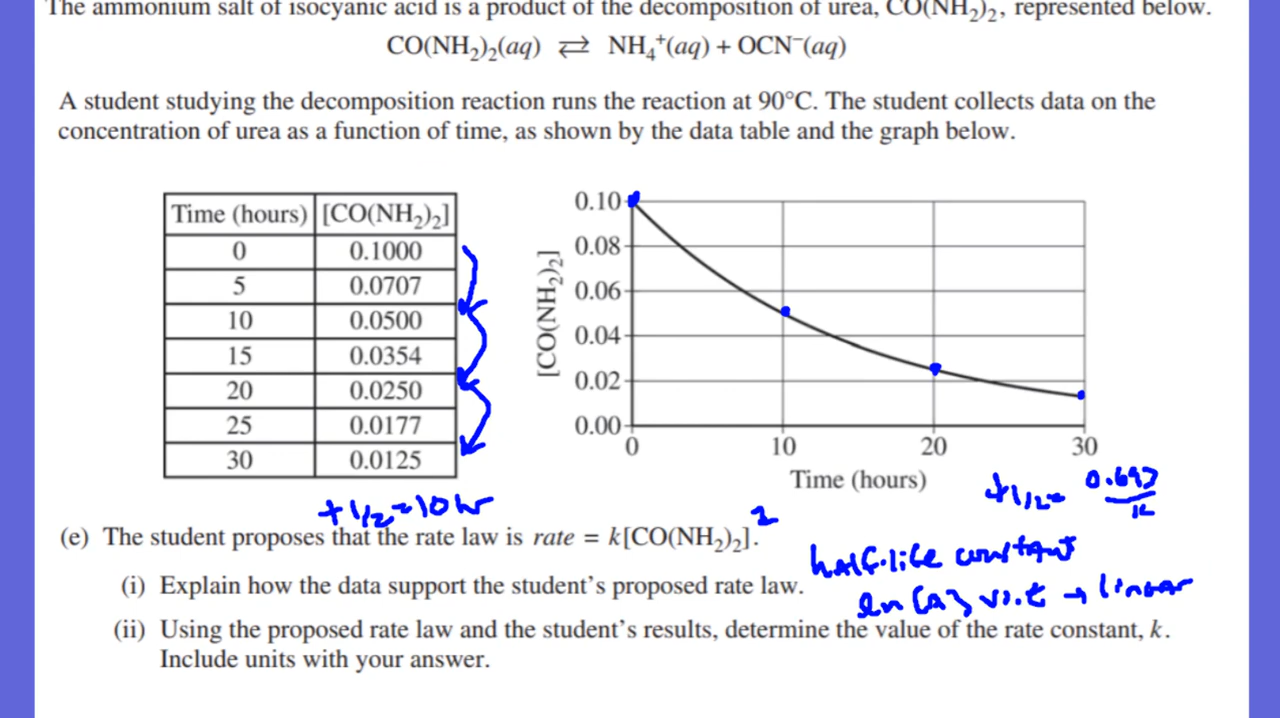 The ammonium salt of isocyanic acid is a product of the decomposition of urea, CO(NH₂)₂, represented below.
CO(NH₂)₂(aq) ⇄ NH₄⁺(aq) + OCN⁻(aq)
A student studying the decomposition reaction runs the reaction at 90°C. The student collects data on the
concentration of urea as a function of time, as shown by the data table and the graph below.
Time (hours) [CO(NH₂)₂]
0 0.1000
5 0.0707
10 0.0500
15 0.0354
20 0.0250
25 0.0177
30 0.0125
[CO(NH₂)₂]
0.10
0.08
0.06
0.04
0.02
0.00
0 10 20 30
Time (hours)
t 1/2 = 10 hr
t1/2 = 0.693/k
(e) The student proposes that the rate law is rate = k[CO(NH₂)₂].¹
half-life constant
(i) Explain how the data support the student's proposed rate law.
ln[A] vs. t → linear
(ii) Using the proposed rate law and the student's results, determine the value of the rate constant, k.
Include units with your answer.